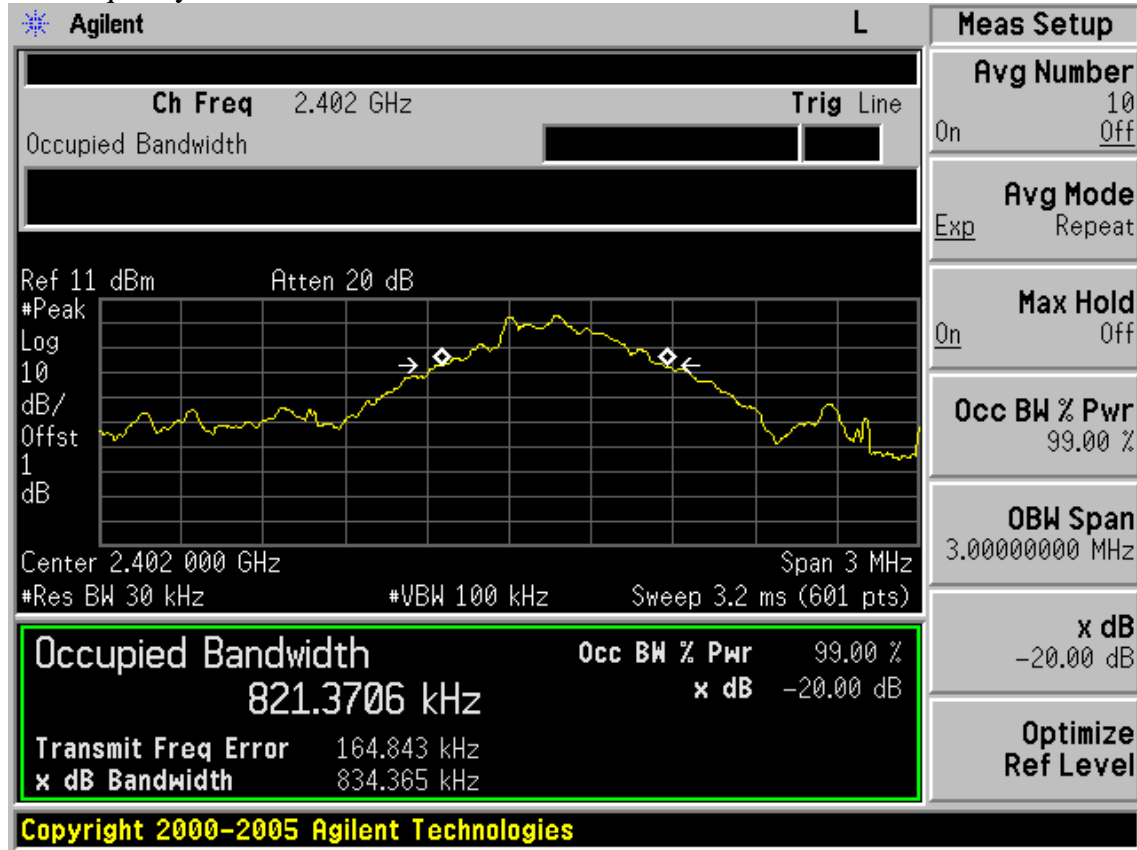 Agilent L Meas Setup
Ch Freq 2.402 GHz Trig Line
Occupied Bandwidth
Avg Number
10
On Off
Avg Mode
Exp Repeat
Max Hold
On Off
Occ BW % Pwr
99.00 %
OBW Span
3.00000000 MHz
x dB
-20.00 dB
Optimize
Ref Level
Ref 11 dBm Atten 20 dB
#Peak
Log
10
dB/
Offst
1
dB
Center 2.402 000 GHz Span 3 MHz
#Res BW 30 kHz #VBW 100 kHz Sweep 3.2 ms (601 pts)
Occupied Bandwidth Occ BW % Pwr 99.00 %
821.3706 kHz x dB -20.00 dB
Transmit Freq Error 164.843 kHz
x dB Bandwidth 834.365 kHz
Copyright 2000-2005 Agilent Technologies